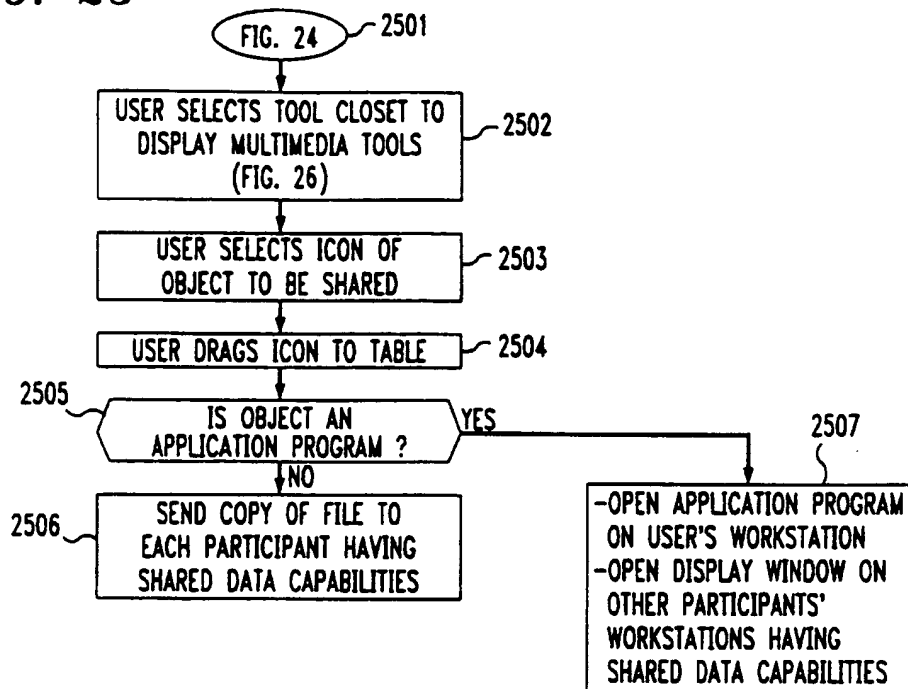 FIG. 24
2501
USER SELECTS TOOL CLOSET TO
DISPLAY MULTIMEDIA TOOLS
(FIG. 26)
2502
USER SELECTS ICON OF
OBJECT TO BE SHARED
2503
USER DRAGS ICON TO TABLE
2504
2505
IS OBJECT AN
APPLICATION PROGRAM ?
YES
NO
2506
SEND COPY OF FILE TO
EACH PARTICIPANT HAVING
SHARED DATA CAPABILITIES
2507
-OPEN APPLICATION PROGRAM
ON USER'S WORKSTATION
-OPEN DISPLAY WINDOW ON
OTHER PARTICIPANTS'
WORKSTATIONS HAVING
SHARED DATA CAPABILITIES